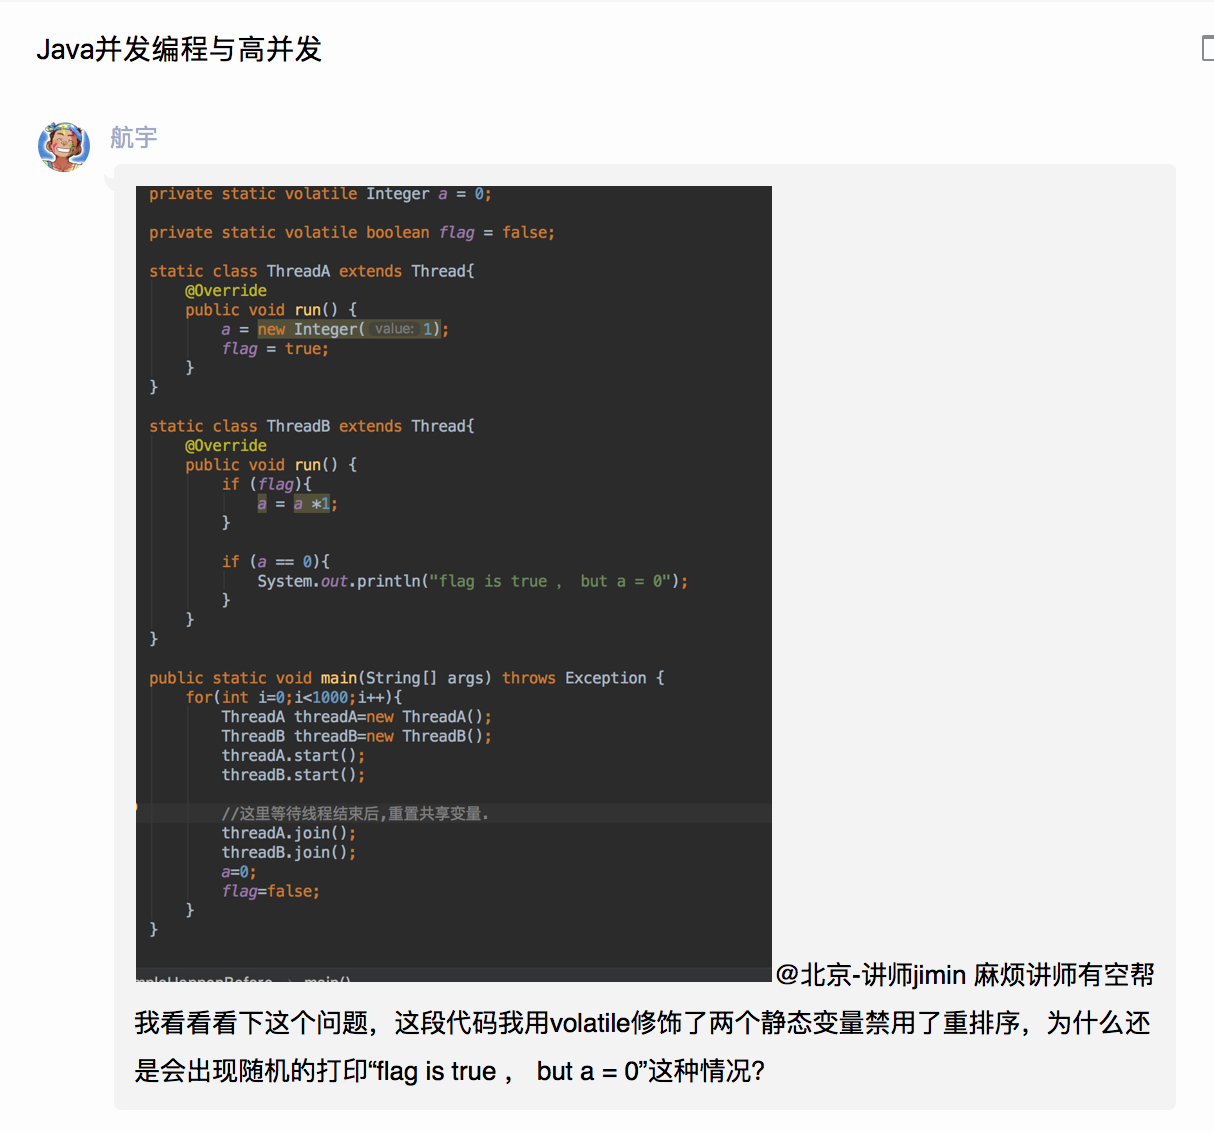 Java并发编程与高并发
航宇
private static volatile Integer a = 0;
private static volatile boolean flag = false;
static class ThreadA extends Thread{
@Override
public void run() {
a = new Integer( value: 1);
flag = true;
}
}
static class ThreadB extends Thread{
@Override
public void run() {
if (flag){
a = a *1;
}
if (a == 0){
System.out.println("flag is true ,  but a = 0");
}
}
}
public static void main(String[] args) throws Exception {
for(int i=0;i<1000;i++){
ThreadA threadA=new ThreadA();
ThreadB threadB=new ThreadB();
threadA.start();
threadB.start();
//这里等待线程结束后,重置共享变量.
threadA.join();
threadB.join();
a=0;
flag=false;
}
}
@北京-讲师jimin 麻烦讲师有空帮
我看看看下这个问题，这段代码我用volatile修饰了两个静态变量禁用了重排序，为什么还
是会出现随机的打印“flag is true ,  but a = 0”这种情况?